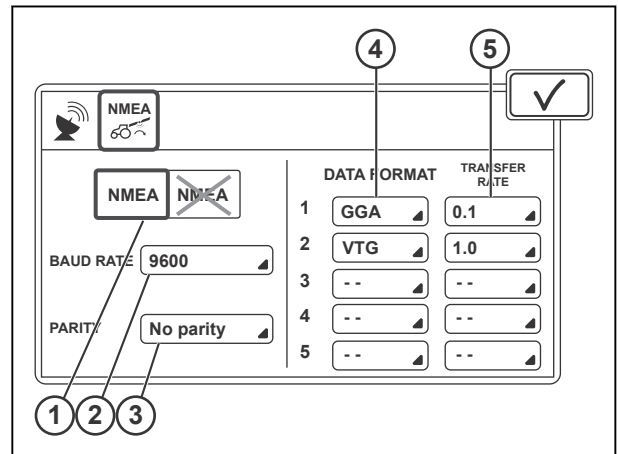 4 5
NMEA
DATA FORMAT TRANSFER
RATE
NMEA NMEA
1 GGA 0.1
2 VTG 1.0
BAUD RATE 9600
3 - - - -
4 - - - -
PARITY No parity
5 - - - -
1 2 3